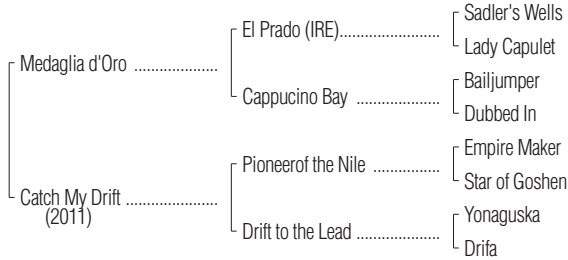 Sadler's Wells
El Prado (IRE)....................
Lady Capulet
Medaglia d'Oro ....................
Bailjumper
Cappucino Bay ....................
Dubbed In
Empire Maker
Pioneerof the Nile ................
Star of Goshen
Catch My Drift ......................
(2011)
Yonaguska
Drift to the Lead ....................
Drifa